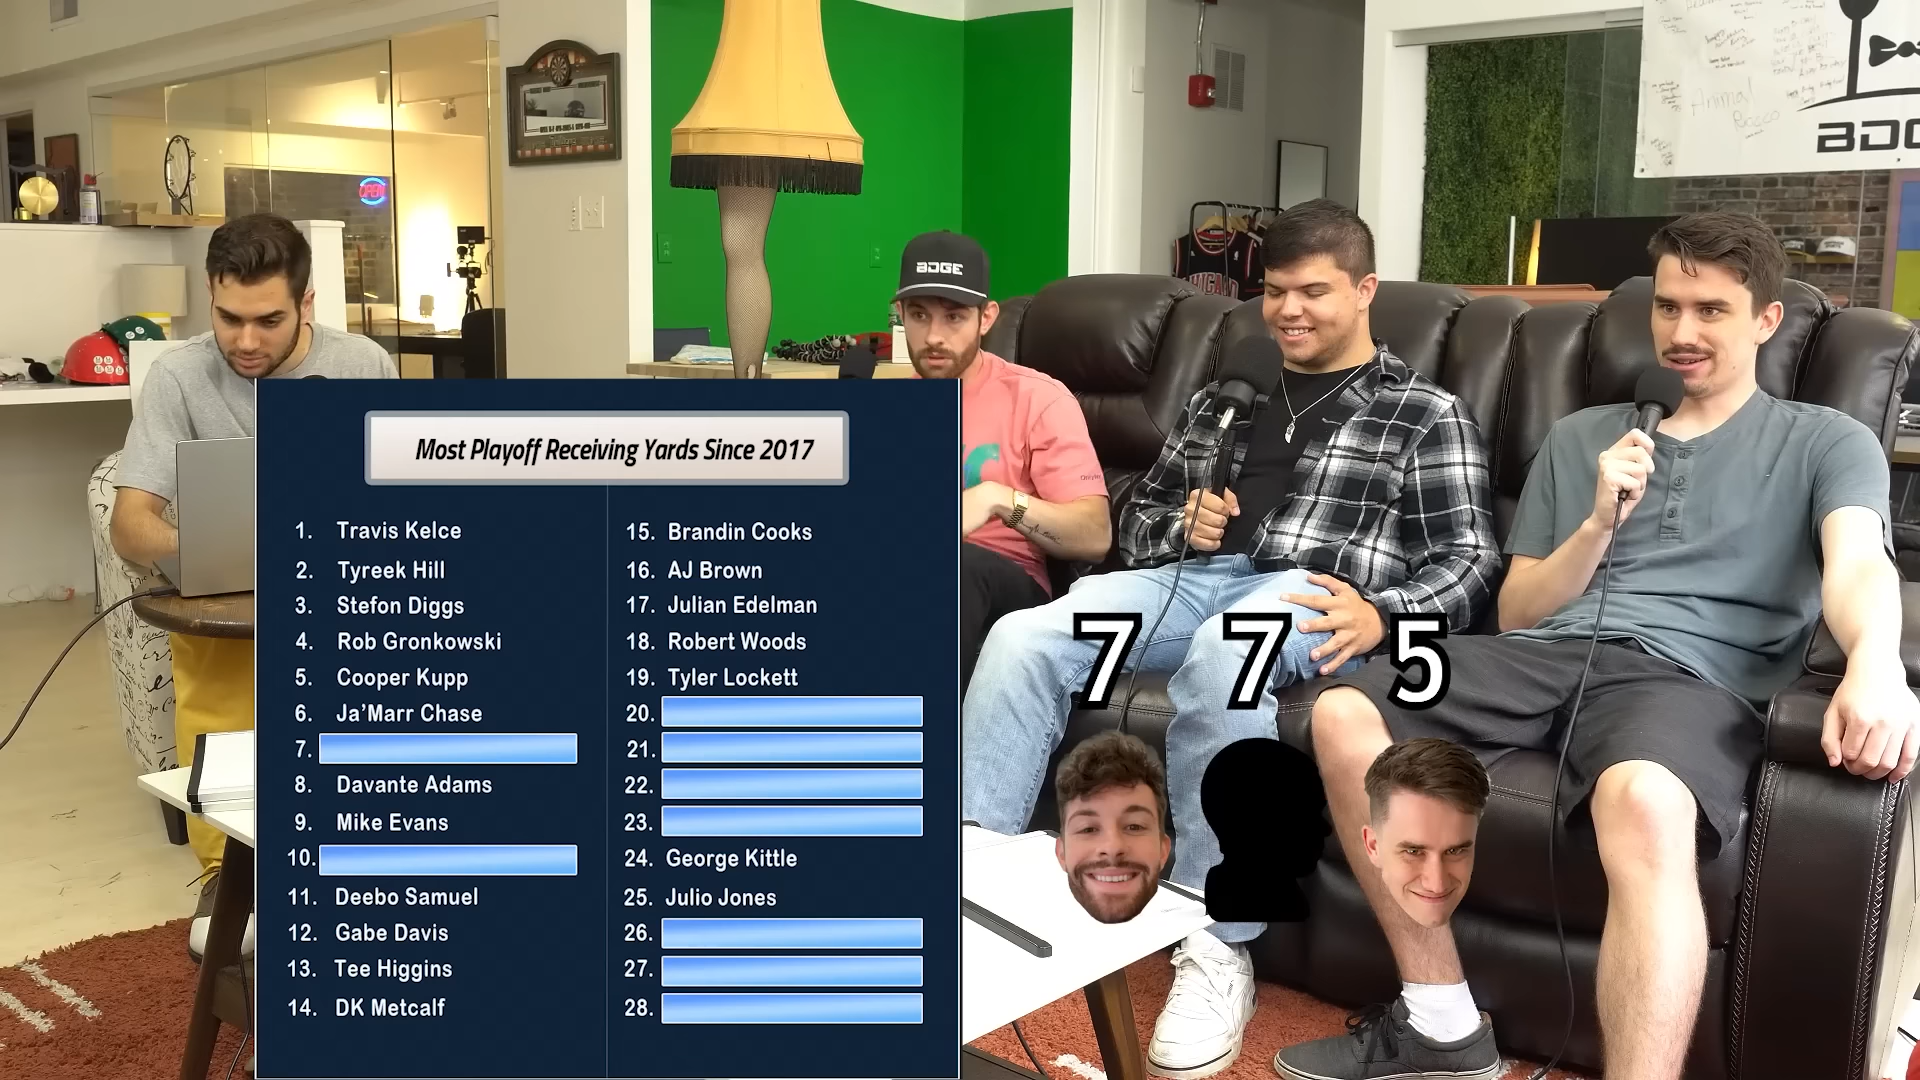 OPEN
Animal
Rocco
BDG
BDGE
CHICAG
Most Playoff Receiving Yards Since 2017
1. Travis Kelce
2. Tyreek Hill
3. Stefon Diggs
4. Rob Gronkowski
5. Cooper Kupp
6. Ja'Marr Chase
7.
8. Davante Adams
9. Mike Evans
10.
11. Deebo Samuel
12. Gabe Davis
13. Tee Higgins
14. DK Metcalf
15. Brandin Cooks
16. AJ Brown
17. Julian Edelman
18. Robert Woods
19. Tyler Lockett
20.
21.
22.
23.
24. George Kittle
25. Julio Jones
26.
27.
28.
7 7 5